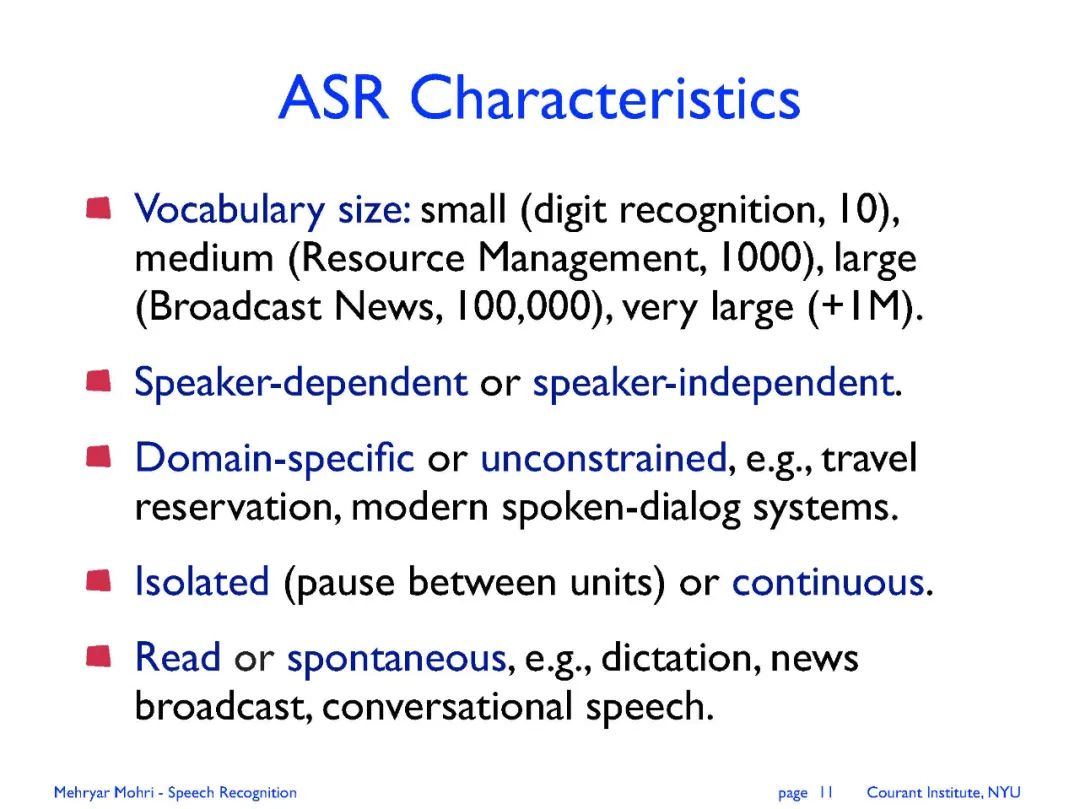 ASR Characteristics
Vocabulary size: small (digit recognition, 10),
medium (Resource Management, 1000), large
(Broadcast News, 100,000), very large (+1M).
Speaker-dependent or speaker-independent.
Domain-specific or unconstrained, e.g., travel
reservation, modern spoken-dialog systems.
Isolated (pause between units) or continuous.
Read or spontaneous, e.g., dictation, news
broadcast, conversational speech.
Mehryar Mohri - Speech Recognition page 11 Courant Institute, NYU